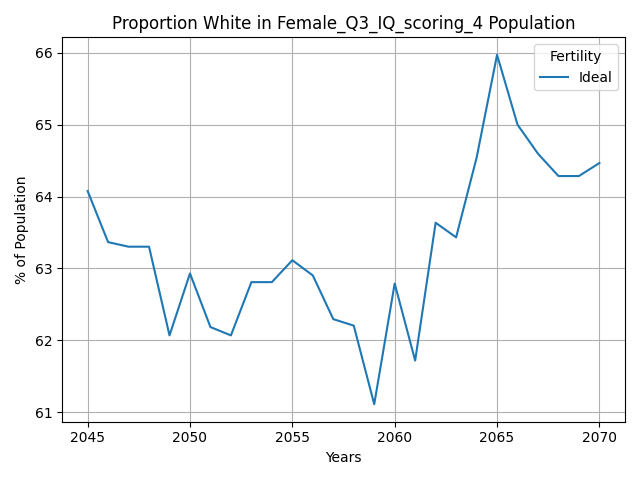 Proportion White in Female_Q3_IQ_scoring_4 Population
Fertility
Ideal
% of Population
66
65
64
63
62
61
2045 2050 2055 2060 2065 2070
Years